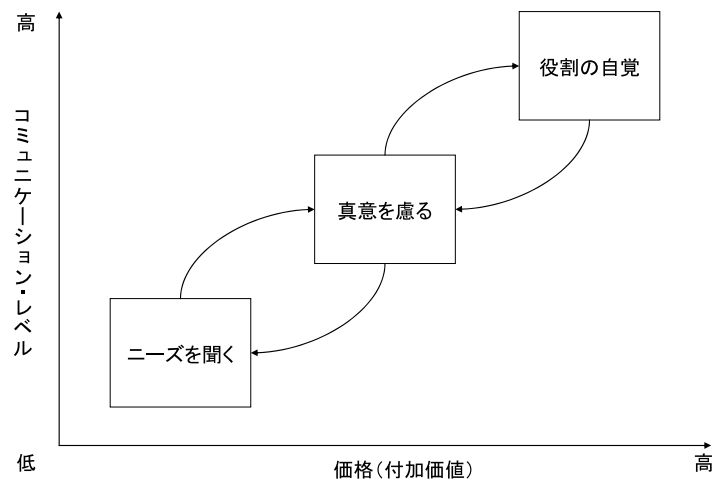 高
役割の自覚
コミュニケーション・レベル
真意を慮る
ニーズを聞く
低
価格（付加価値）
高